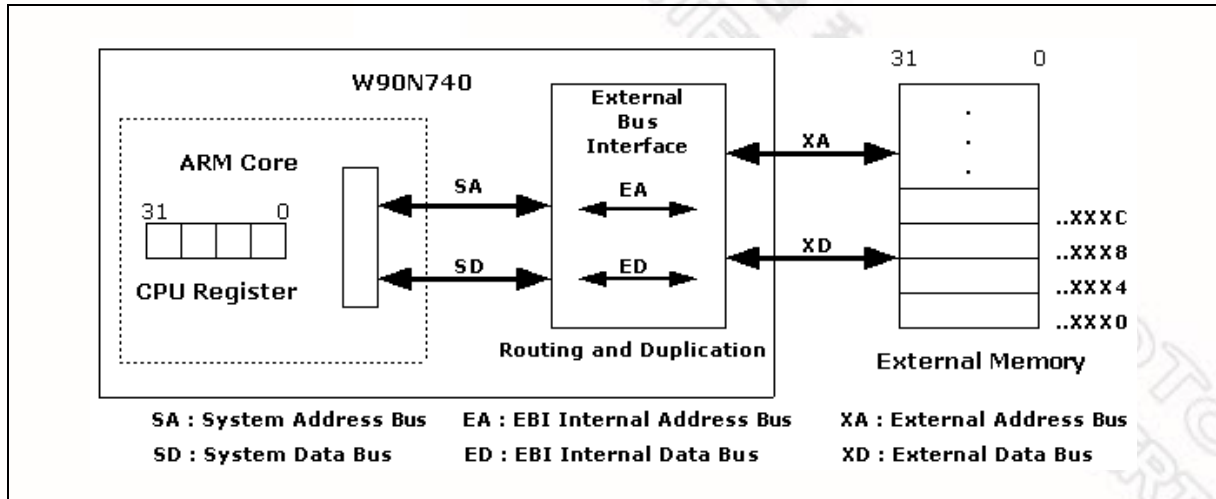 W90N740
ARM Core
31 0
CPU Register
SA
SD
External
Bus
Interface
EA
ED
Routing and Duplication
XA
XD
31 0
..XXXC
..XXX8
..XXX4
..XXX0
External Memory
SA : System Address Bus EA : EBI Internal Address Bus XA : External Address Bus
SD : System Data Bus ED : EBI Internal Data Bus XD : External Data Bus